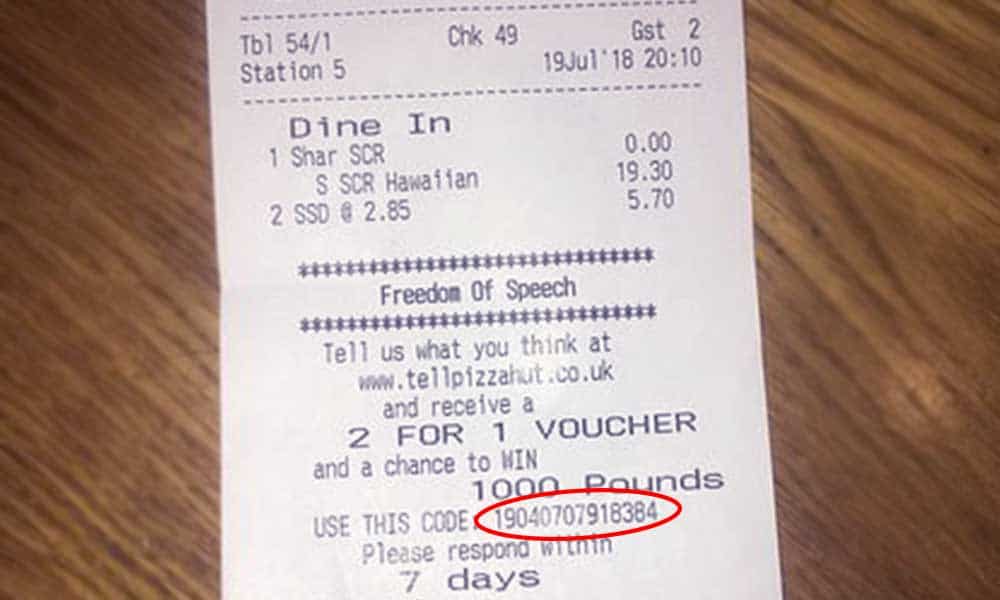 --------------------------------
Tbl 54/1 Chk 49 Gst 2
Station 5 19Jul'18 20:10
--------------------------------
Dine In
1 Shar SCR 0.00
S SCR Hawaiian 19.30
2 SSD @ 2.85 5.70
********************************
Freedom Of Speech
********************************
Tell us what you think at
www.tellpizzahut.co.uk
and receive a
2 FOR 1 VOUCHER
and a chance to WIN
1000 Pounds
USE THIS CODE: 19040707918384
Please respond within
7 days